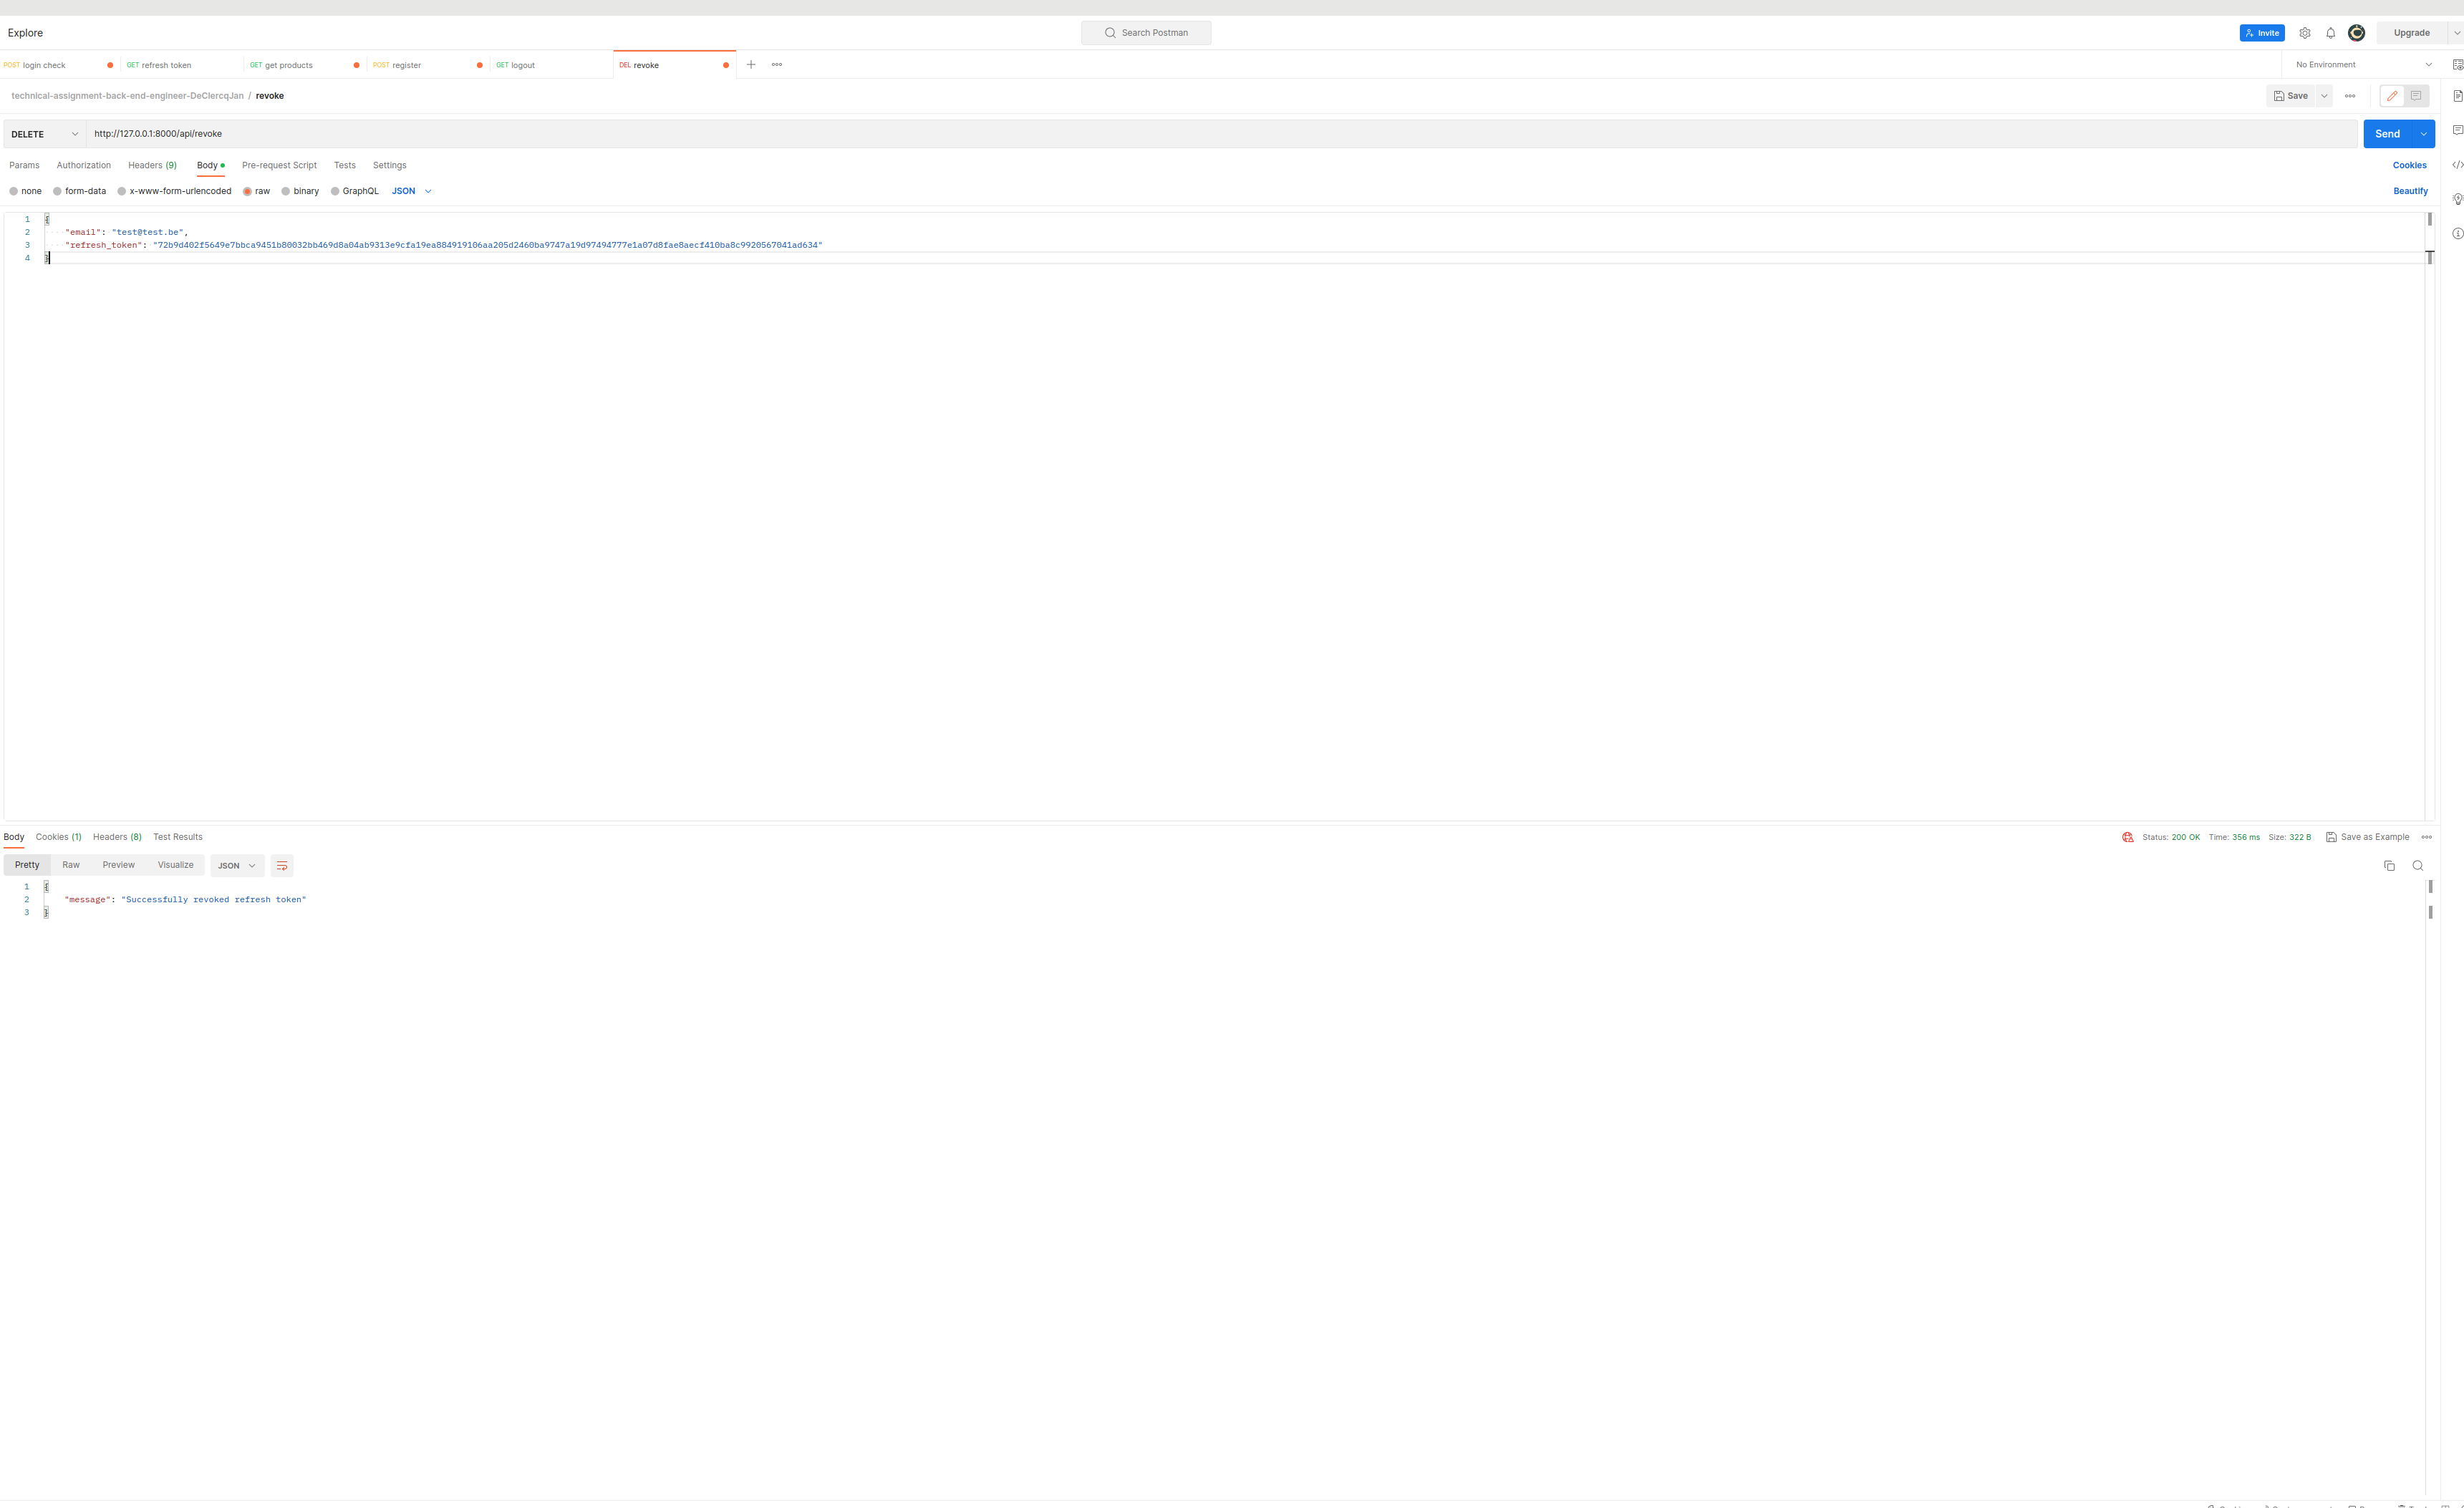 Explore
Search Postman
Invite
Upgrade
POST login check
GET refresh token
GET get products
POST register
GET logout
DEL revoke
No Environment
technical-assignment-back-end-engineer-DeClercqJan / revoke
Save
DELETE
http://127.0.0.1:8000/api/revoke
Send
Params Authorization Headers (9) Body Pre-request Script Tests Settings
Cookies
none form-data x-www-form-urlencoded raw binary GraphQL JSON
Beautify
1 {
2 "email": "test@test.be",
3 "refresh_token": "72b9d402f5649e7bbca9451b80032bb469d8a04ab9313e9cfa19ea884919106aa205d2460ba9747a19d97494777e1a07d8fae8aecf410ba8c9920567041ad634"
4 }
Body Cookies (1) Headers (8) Test Results
Status: 200 OK Time: 356 ms Size: 322 B Save as Example
Pretty Raw Preview Visualize JSON
1 {
2 "message": "Successfully revoked refresh token"
3 }